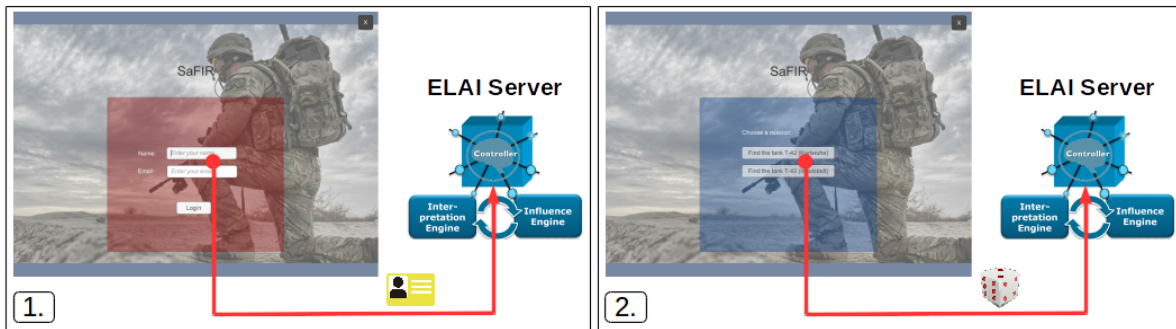 x
SaFIR
Name:
Enter your name
Email:
Enter your email
Login
ELAI Server
Controller
Inter-
pretation
Engine
Influence
Engine
1.
x
SaFIR
Choose a mission:
Find the tank T-42 (Karlsruhe)
Find the tank T-42
ELAI Server
Controller
Inter-
pretation
Engine
Influence
Engine
2.